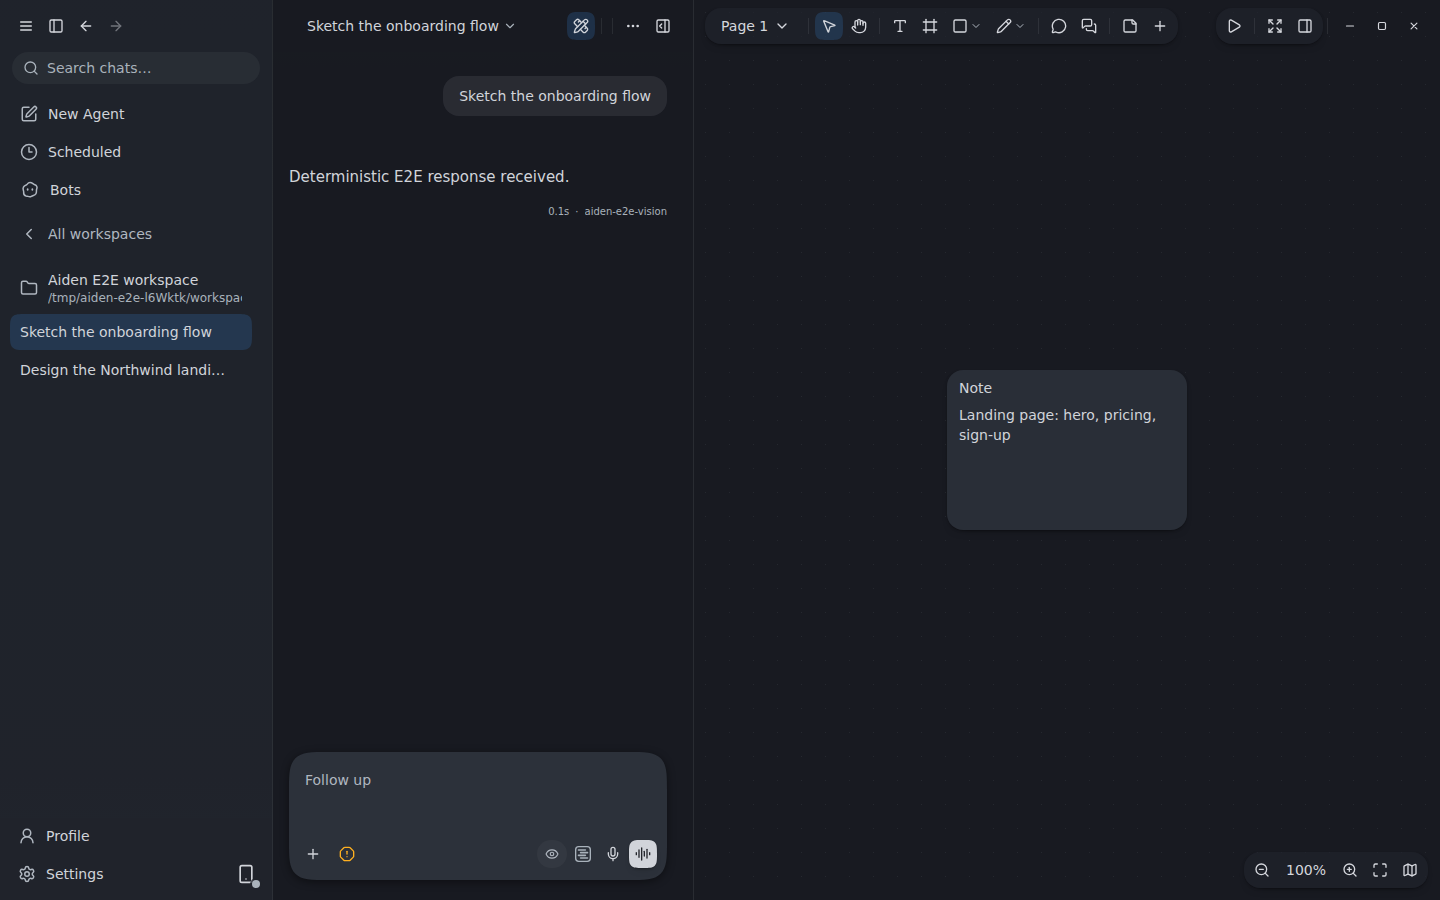 Sketch the onboarding flow
Page 1
Search chats...
New Agent
Scheduled
Bots
All workspaces
Aiden E2E workspace
/tmp/aiden-e2e-l6Wktk/workspa
Sketch the onboarding flow
Design the Northwind landi...
Profile
Settings
Sketch the onboarding flow
Deterministic E2E response received.
0.1s · aiden-e2e-vision
Follow up
Note
Landing page: hero, pricing,
sign-up
100%